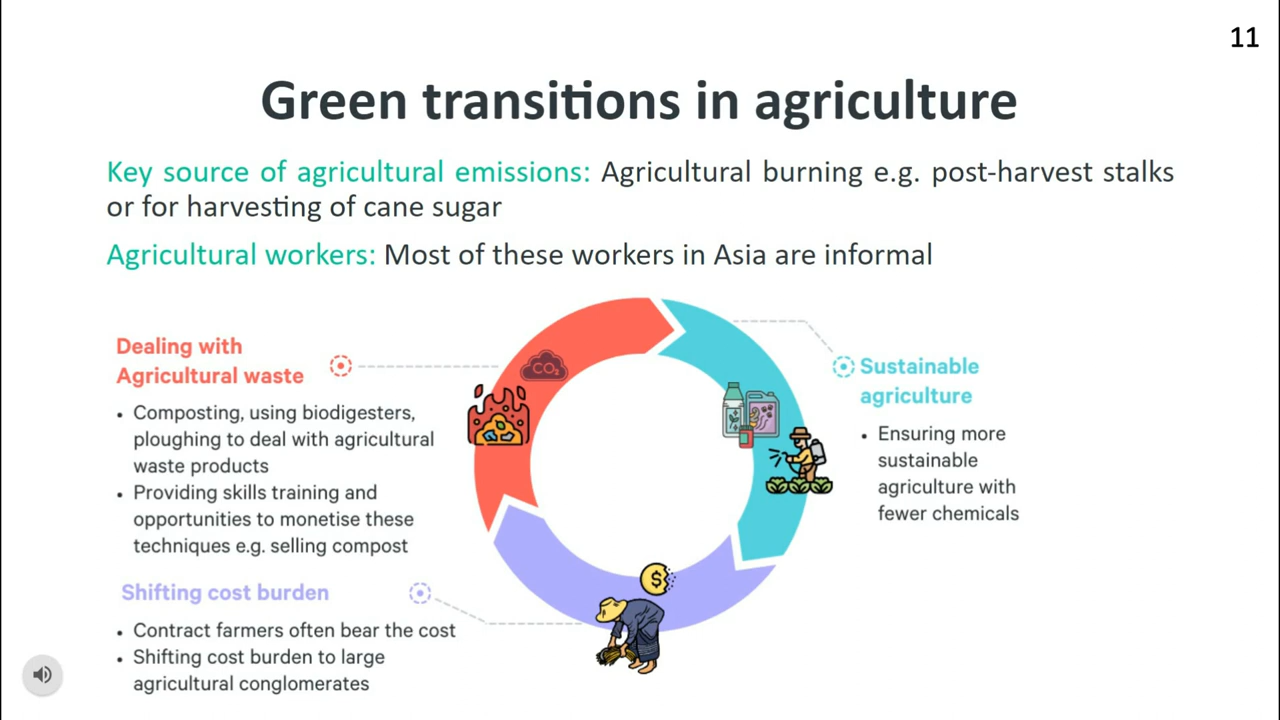 11
Green transitions in agriculture
Key source of agricultural emissions: Agricultural burning e.g. post-harvest stalks
or for harvesting of cane sugar
Agricultural workers: Most of these workers in Asia are informal
Dealing with
Agricultural waste
• Composting, using biodigesters,
ploughing to deal with agricultural
waste products
• Providing skills training and
opportunities to monetise these
techniques e.g. selling compost
CO₂
Sustainable
agriculture
• Ensuring more
sustainable
agriculture with
fewer chemicals
Shifting cost burden
• Contract farmers often bear the cost
• Shifting cost burden to large
agricultural conglomerates
$